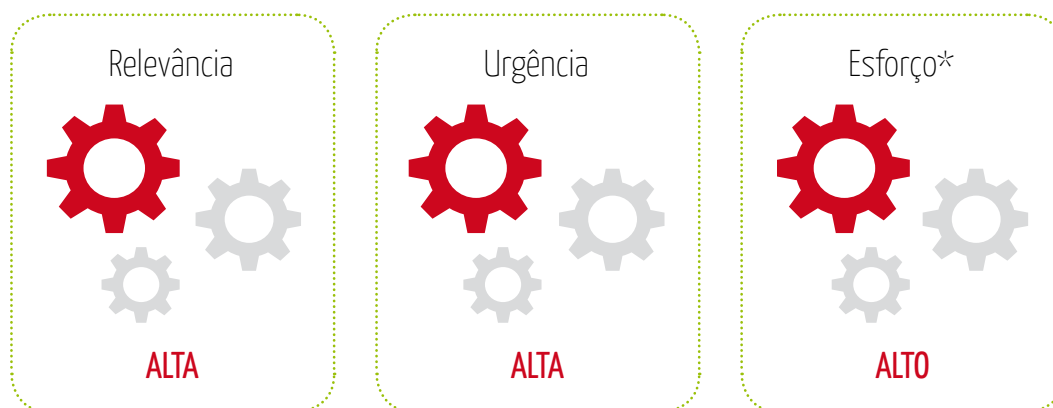 Relevância
Urgência
Esforço*
ALTA
ALTA
ALTO